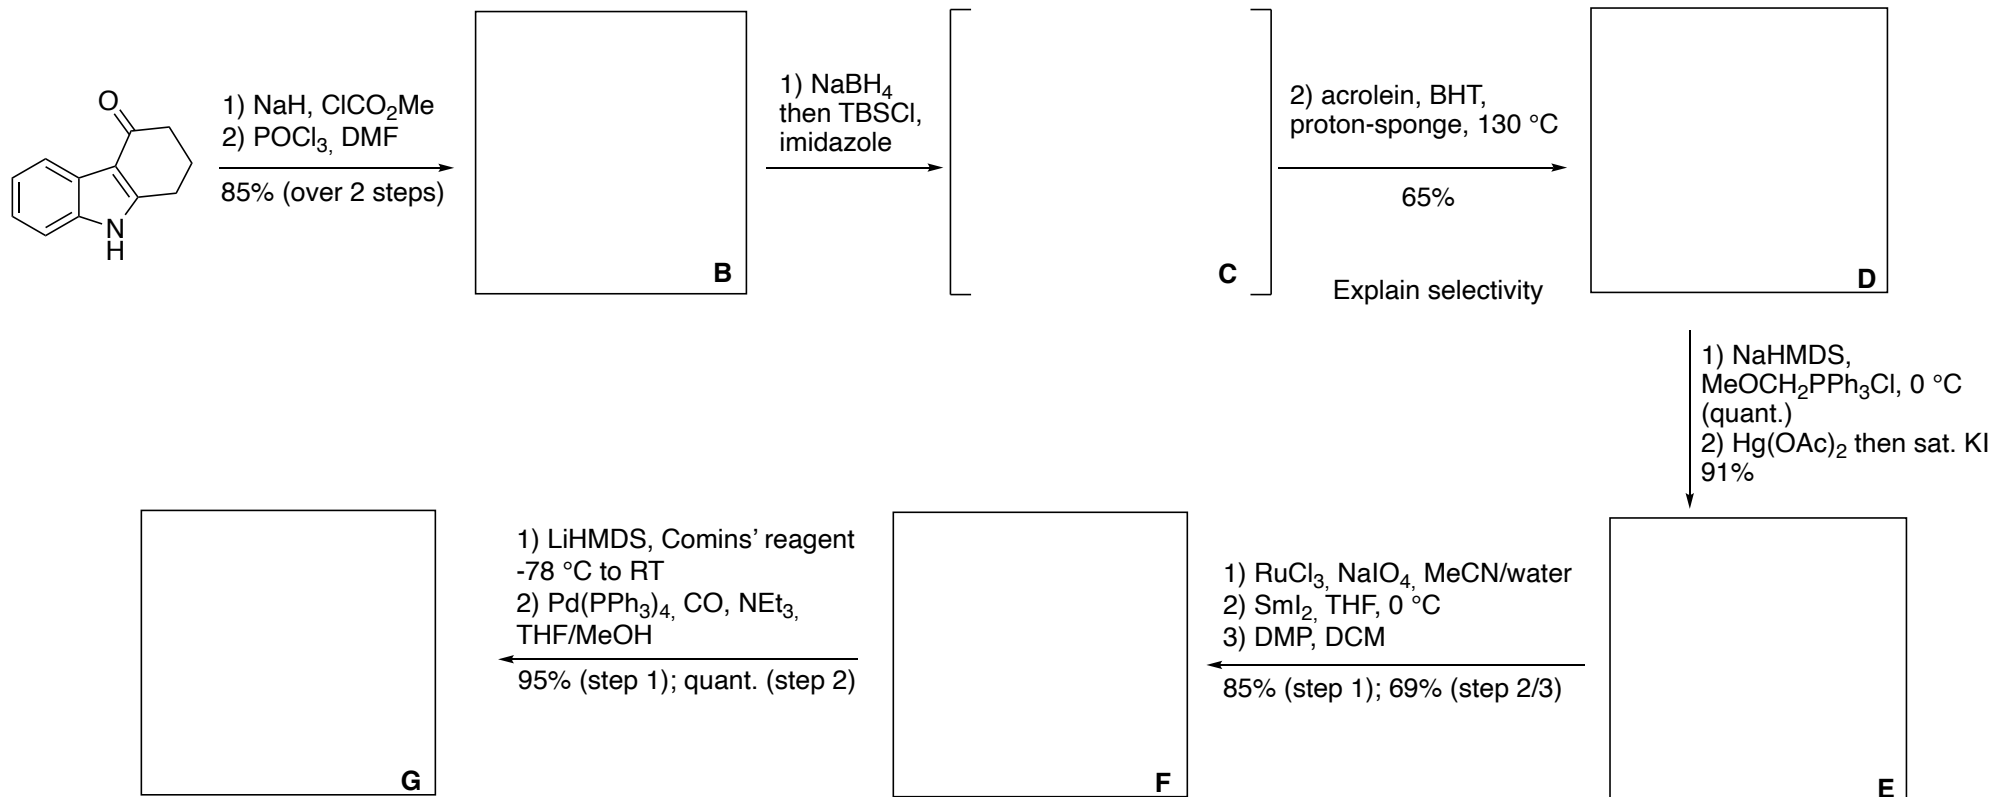 O
N
H
1) NaH, ClCO2Me
2) POCl3, DMF
85% (over 2 steps)
B
1) NaBH4
then TBSCl,
imidazole
C
2) acrolein, BHT,
proton-sponge, 130 °C
65%
Explain selectivity
D
1) NaHMDS,
MeOCH2PPh3Cl, 0 °C
(quant.)
2) Hg(OAc)2 then sat. KI
91%
E
1) RuCl3, NaIO4, MeCN/water
2) SmI2, THF, 0 °C
3) DMP, DCM
85% (step 1); 69% (step 2/3)
F
1) LiHMDS, Comins’ reagent
-78 °C to RT
2) Pd(PPh3)4, CO, NEt3,
THF/MeOH
95% (step 1); quant. (step 2)
G